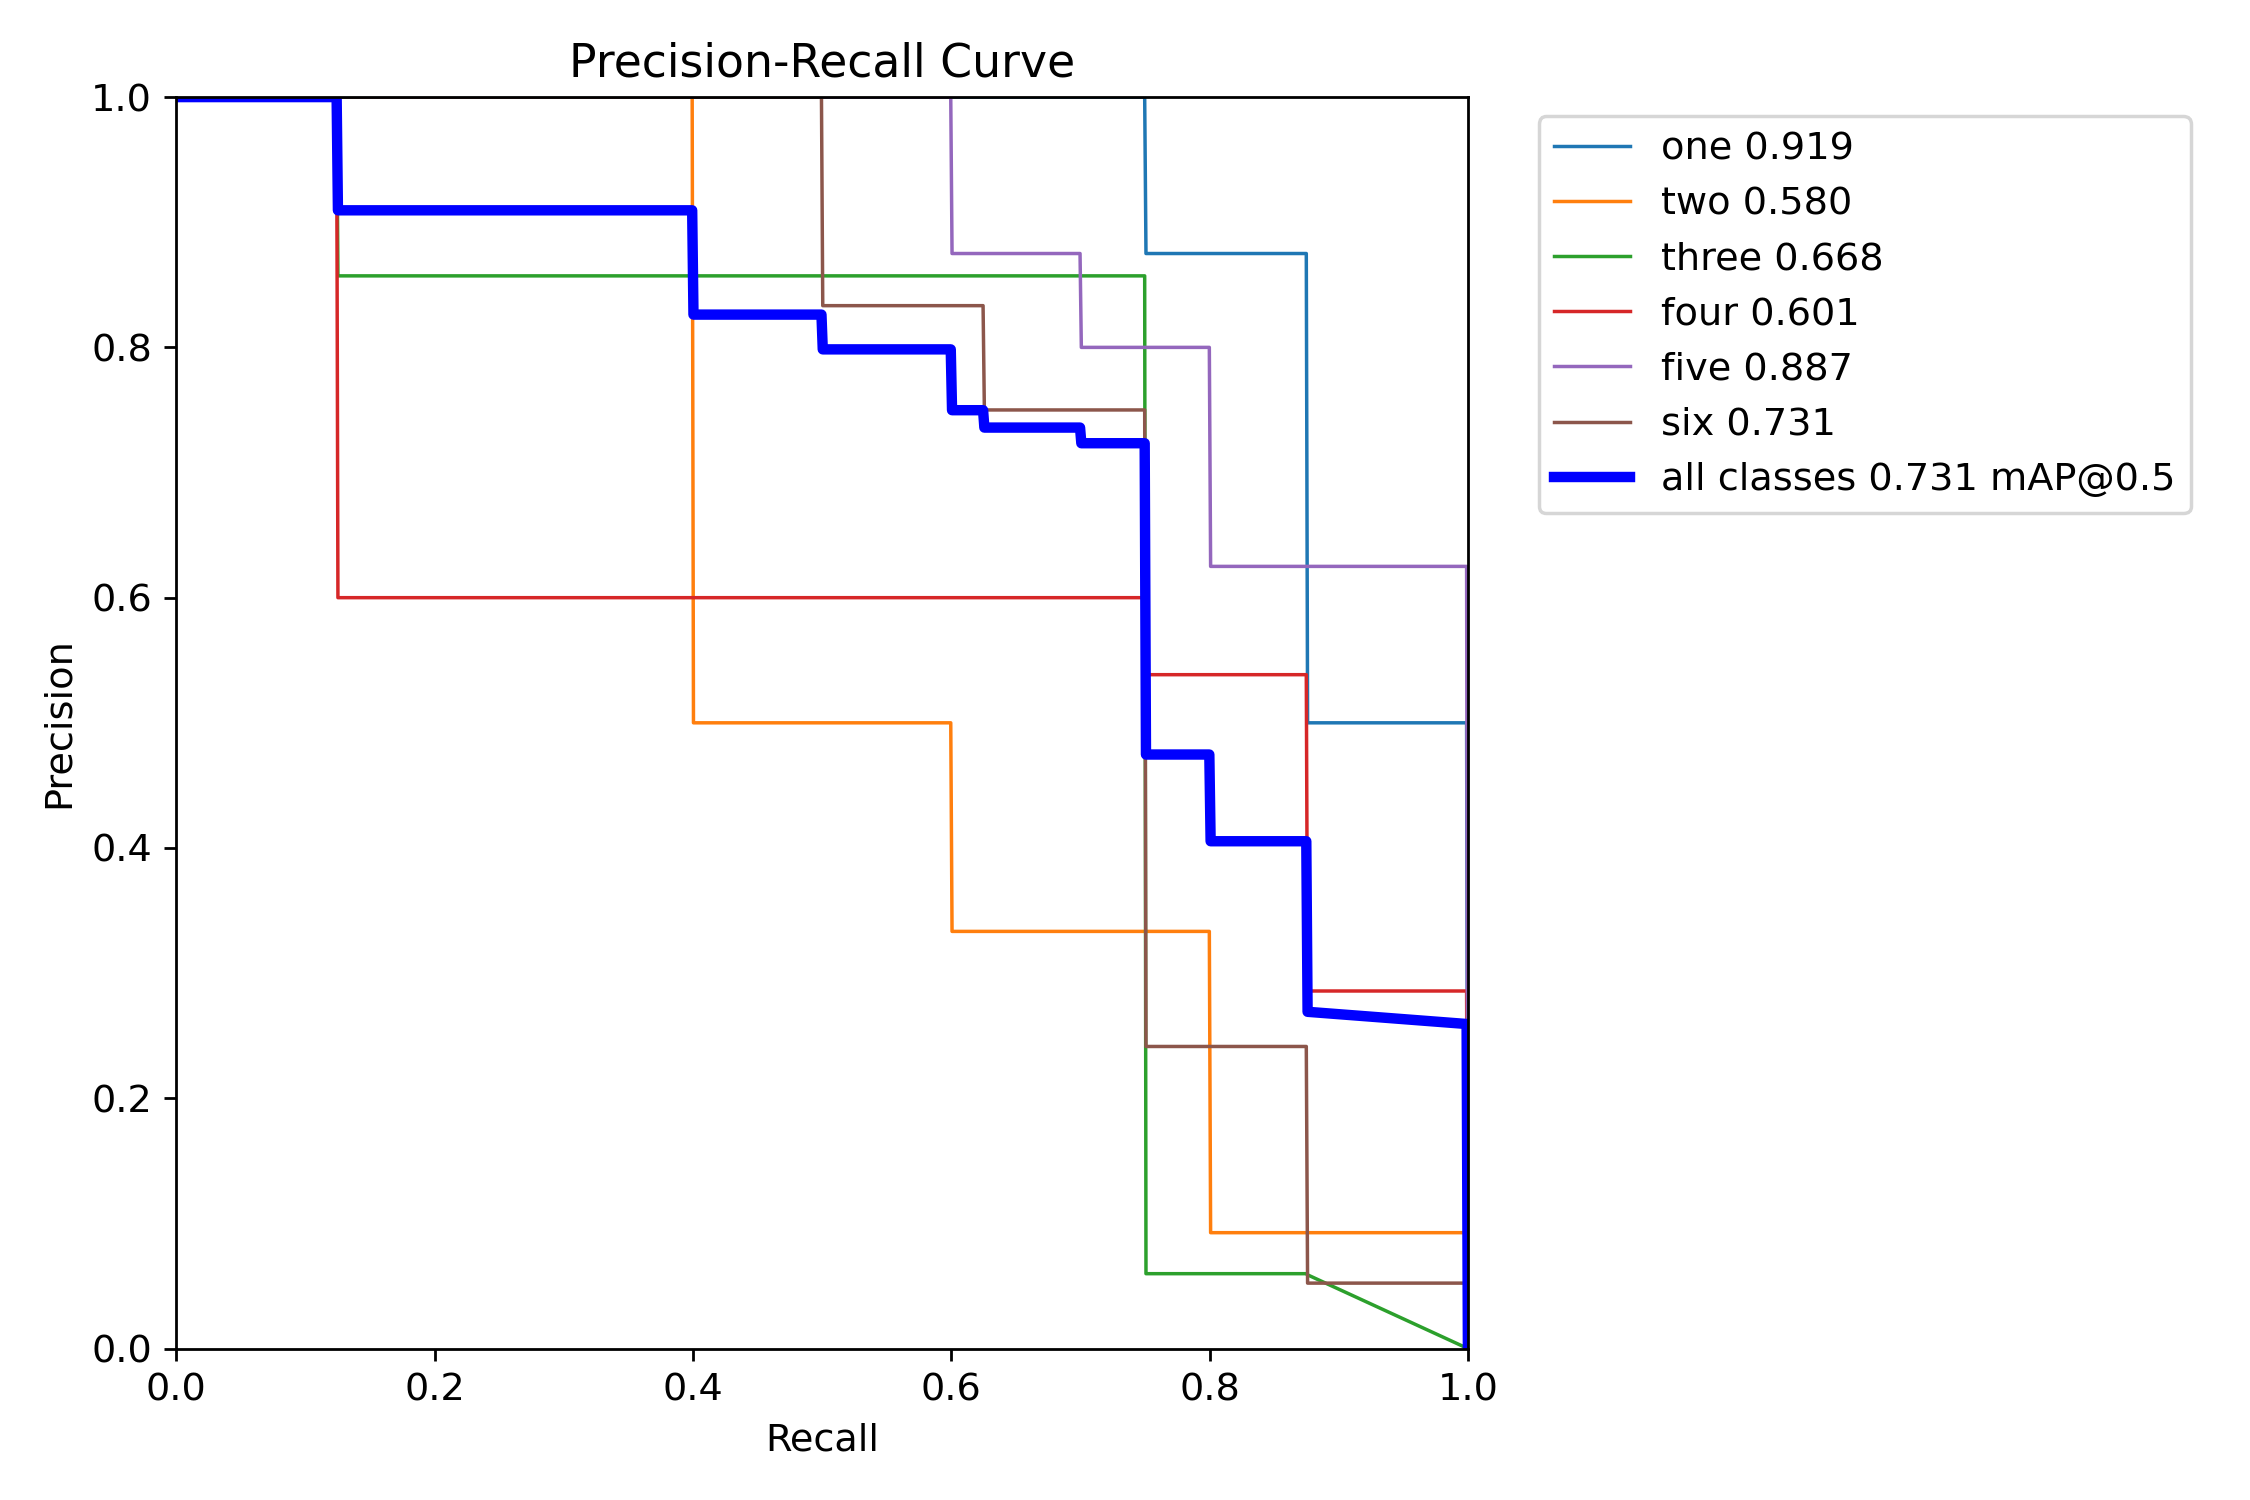 Precision-Recall Curve
1.0
0.8
0.6
0.4
0.2
0.0
Precision
0.0 0.2 0.4 0.6 0.8 1.0
Recall
one 0.919
two 0.580
three 0.668
four 0.601
five 0.887
six 0.731
all classes 0.731 mAP@0.5